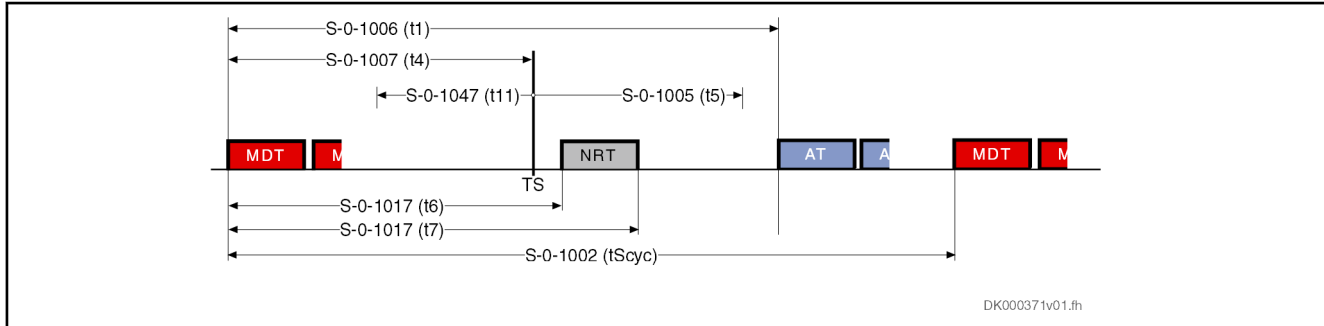 S-0-1006 (t1)
S-0-1007 (t4)
S-0-1047 (t11) S-0-1005 (t5)
MDT M NRT AT A MDT M
TS
S-0-1017 (t6)
S-0-1017 (t7)
S-0-1002 (tScyc)
DK000371v01.fh